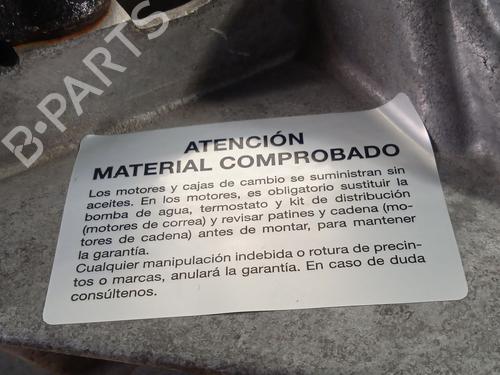 B-PARTS
ATENCIÓN
MATERIAL COMPROBADO
Los motores y cajas de cambio se suministran sin
aceites. En los motores, es obligatorio sustituir la
bomba de agua, termostato y kit de distribución
(motores de correa) y revisar patines y cadena (mo-
tores de cadena) antes de montar, para mantener
la garantía.
Cualquier manipulación indebida o rotura de precin-
tos o marcas, anulará la garantía. En caso de duda
consúltenos.